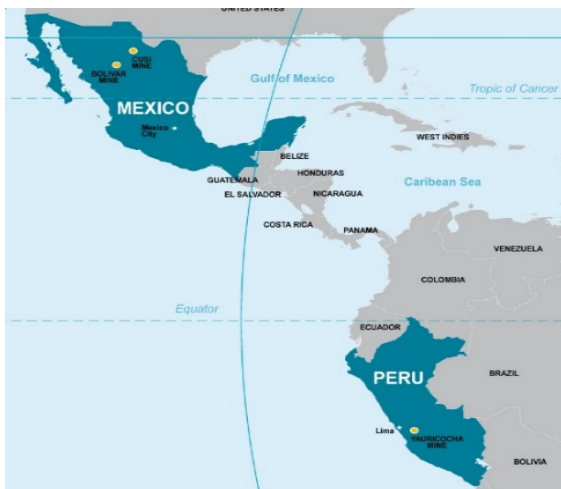 UNITED STATES
CUSI
MINE
BOLIVAR
MINE
Gulf of Mexico
Tropic of Cancer
MEXICO
Mexico
City
WEST INDIES
BELIZE
HONDURAS
GUATEMALA
Caribean Sea
EL SALVADOR
NICARAGUA
COSTA RICA
PANAMA
VENEZUELA
COLOMBIA
Equator
ECUADOR
PERU
BRAZIL
Lima
YAURICOCHA
MINE
BOLIVIA